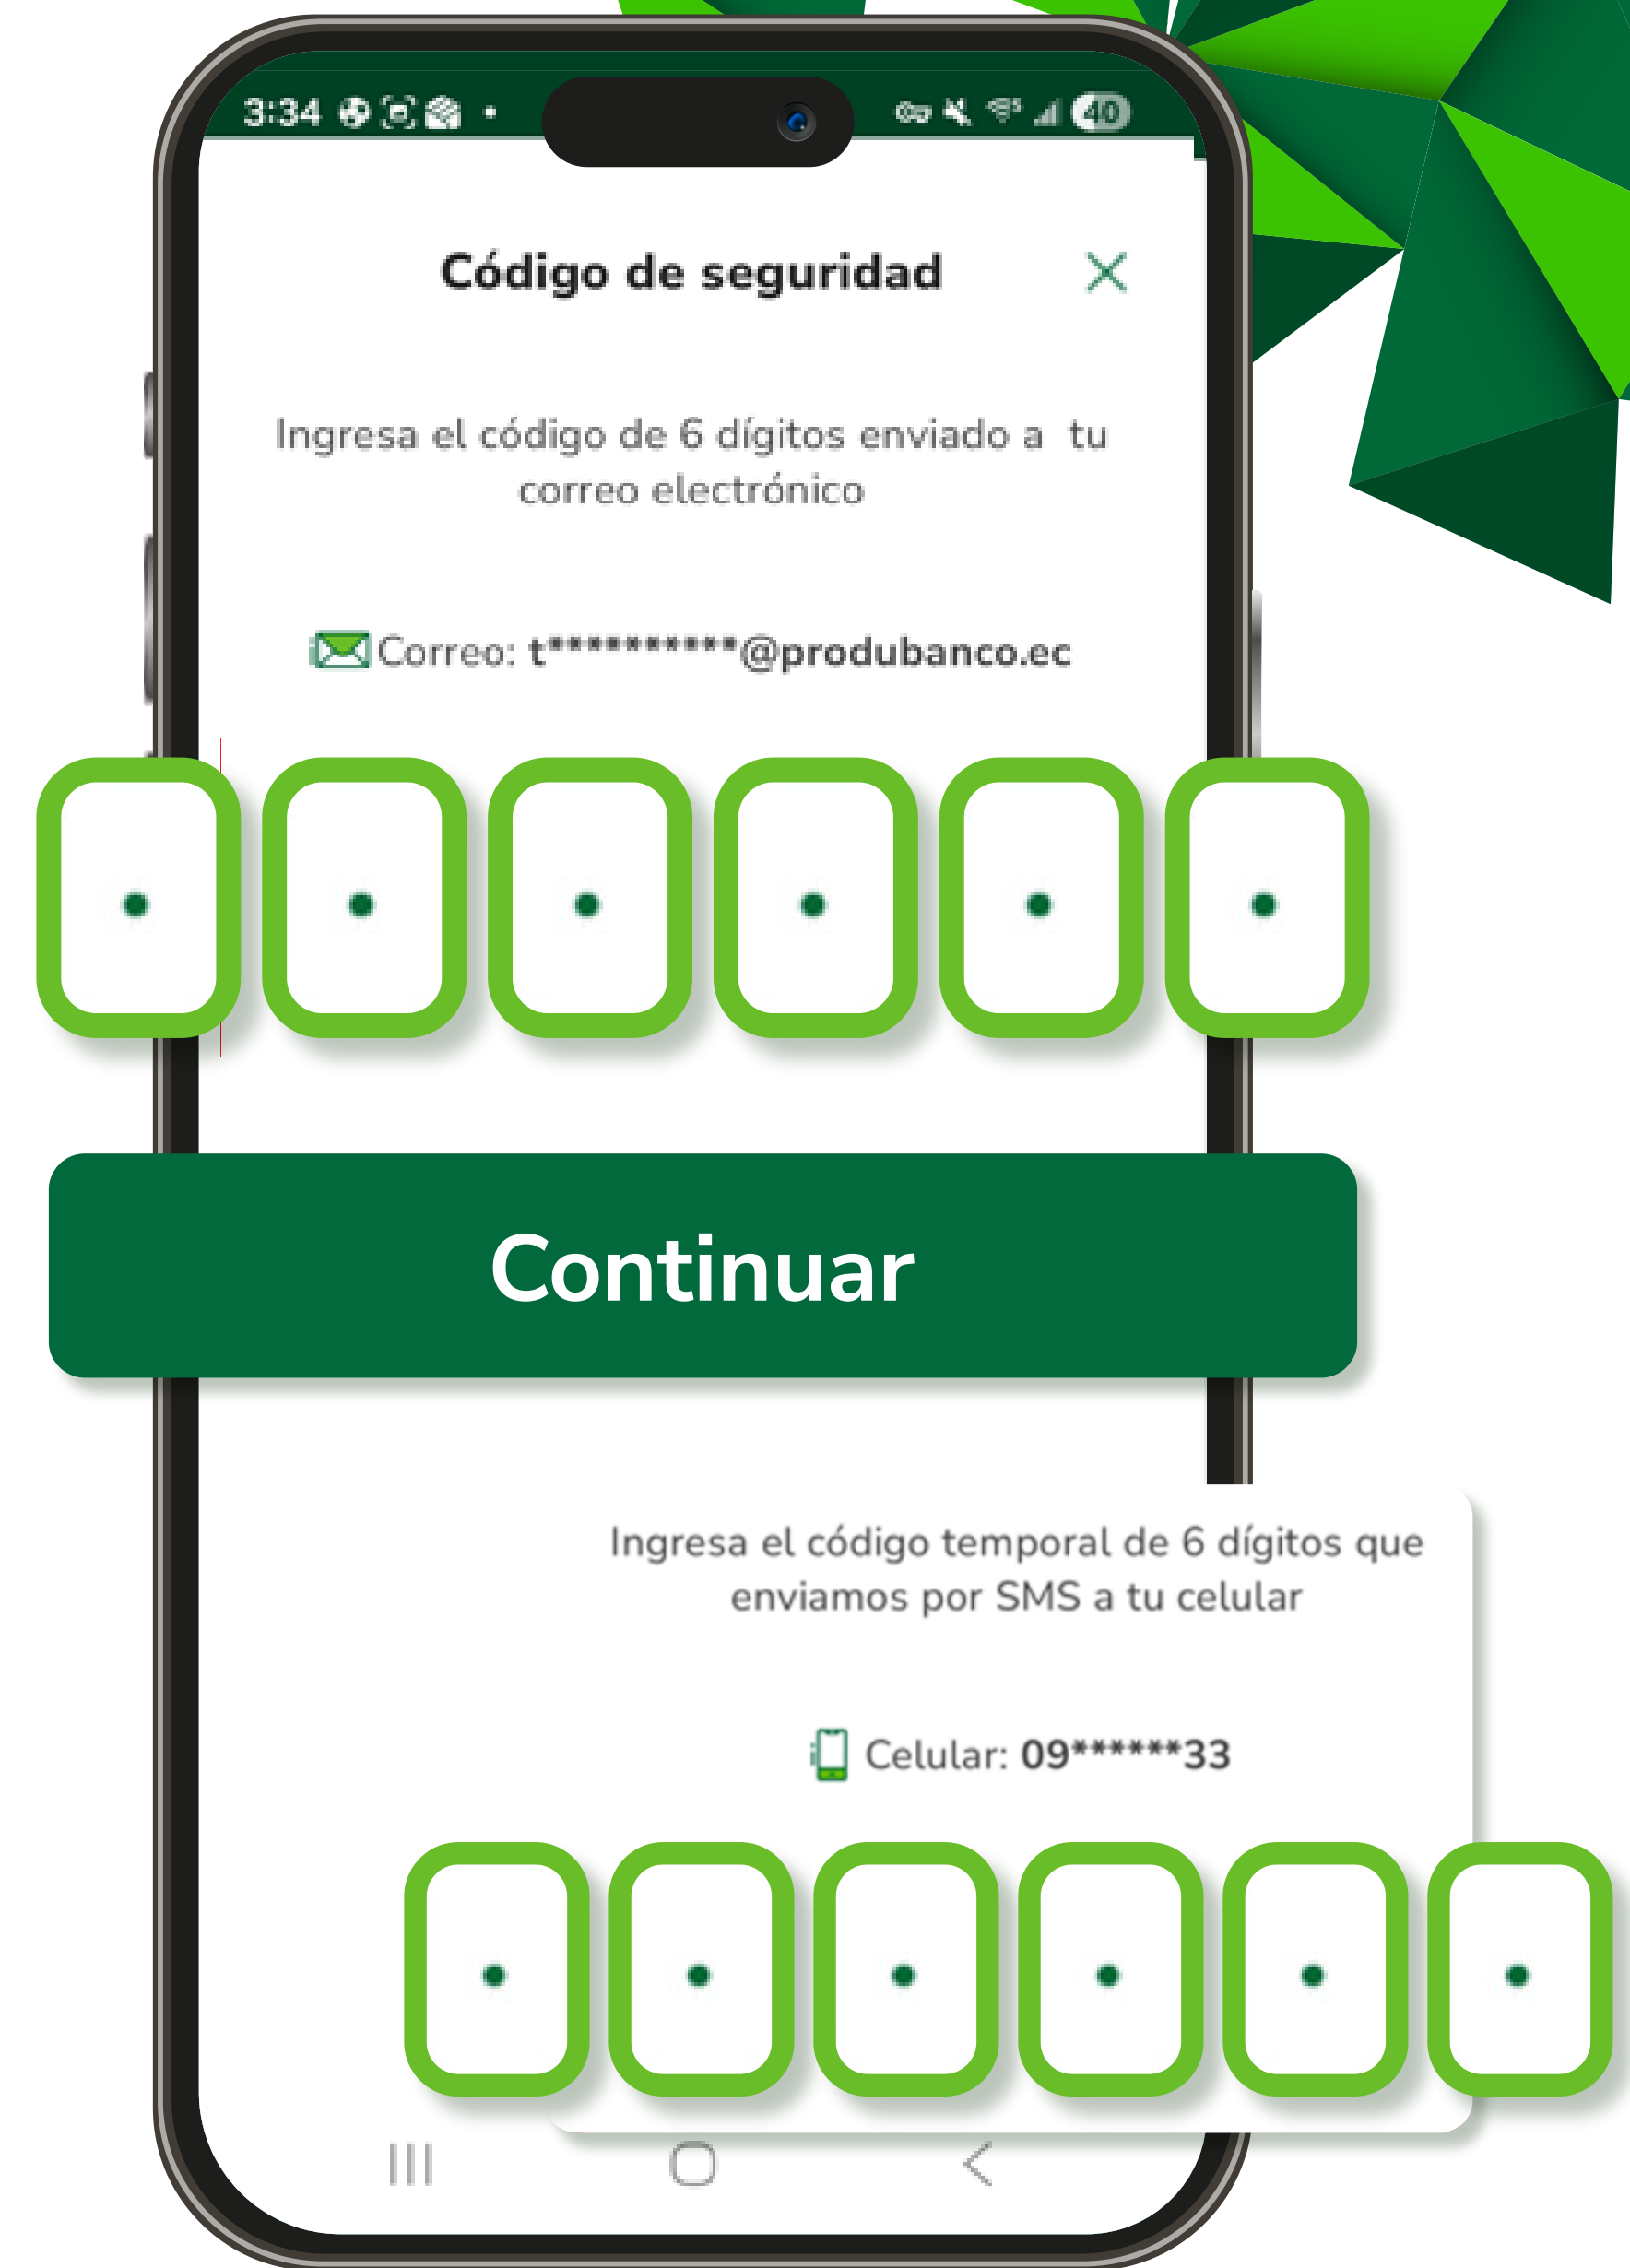 3:34
40
Código de seguridad
Ingresa el código de 6 dígitos enviado a tu
correo electrónico
Correo: t**********@produbanco.ec
Continuar
Ingresa el código temporal de 6 dígitos que
enviamos por SMS a tu celular
Celular: 09******33